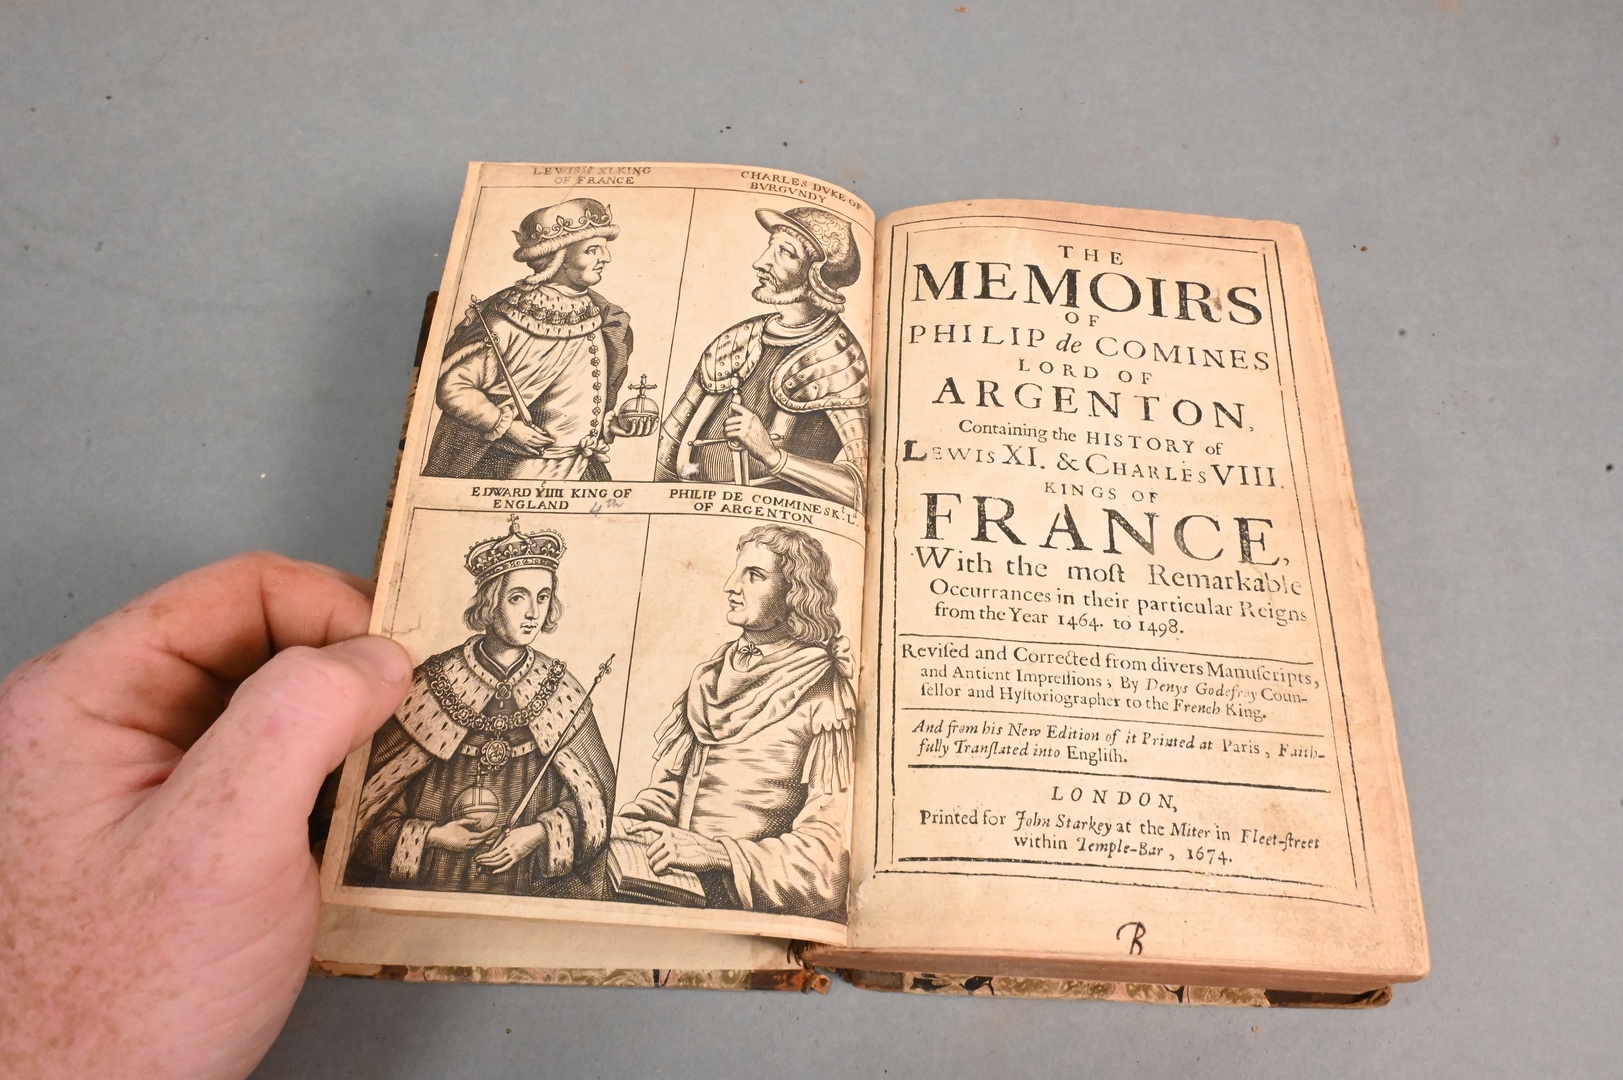 LEWIS Yᵉ XI KING
OF FRANCE
CHARLES DVKE OF
BVRGVNDY
EDWARD Yᵉ IIII KING OF
ENGLAND 4th
PHILIP DE COMMINES Kᵗ Lᵈ
OF ARGENTON
THE
MEMOIRS
OF
PHILIP de COMINES
LORD OF
ARGENTON,
Containing the HISTORY of
LEWIS XI. & CHARLES VIII.
KINGS OF
FRANCE,
With the moſt Remarkable
Occurrances in their particular Reigns
from the Year 1464. to 1498.
Reviſed and Corrected from divers Manuſcripts,
and Antient Impreſſions; By Denys Godefroy Coun-
ſellor and Hyſtoriographer to the French King.
And from his New Edition of it Printed at Paris, Faith-
fully Tranſlated into Engliſh.
LONDON,
Printed for John Starkey at the Miter in Fleet-ſtreet
within Temple-Bar, 1674.
B